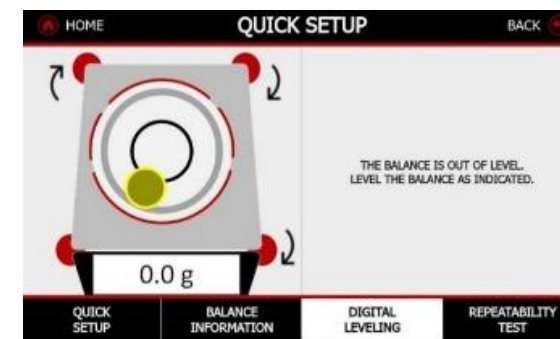 HOME
QUICK SETUP
BACK
THE BALANCE IS OUT OF LEVEL.
LEVEL THE BALANCE AS INDICATED.
0.0 g
QUICK
SETUP
BALANCE
INFORMATION
DIGITAL
LEVELING
REPEATABILITY
TEST